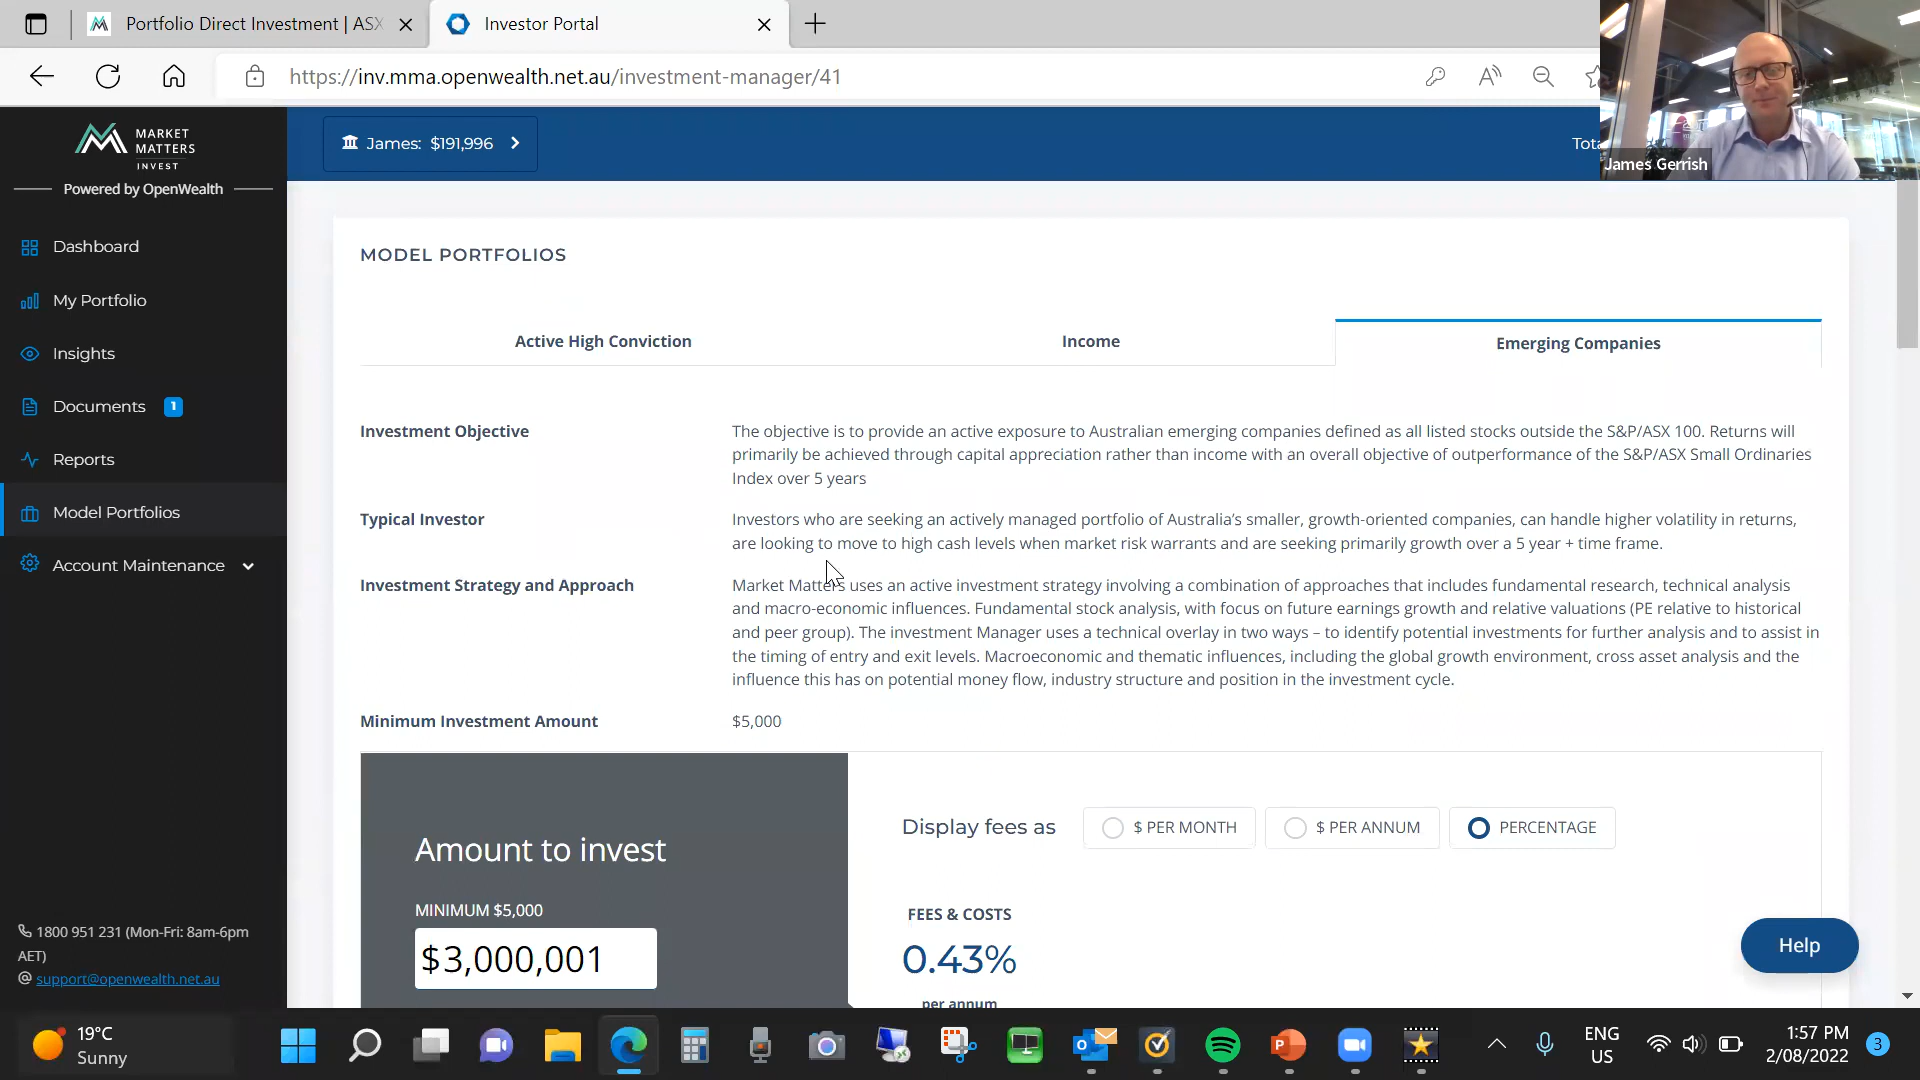 Portfolio Direct Investment | ASX
Investor Portal
https://inv.mma.openwealth.net.au/investment-manager/41
James Gerrish
MARKET
MATTERS
INVEST
Powered by OpenWealth
James: $191,996
Dashboard
My Portfolio
Insights
Documents 1
Reports
Model Portfolios
Account Maintenance
1800 951 231 (Mon-Fri: 8am-6pm
AET)
@ support@openwealth.net.au
MODEL PORTFOLIOS
Active High Conviction
Income
Emerging Companies
Investment Objective
The objective is to provide an active exposure to Australian emerging companies defined as all listed stocks outside the S&P/ASX 100. Returns will
primarily be achieved through capital appreciation rather than income with an overall objective of outperformance of the S&P/ASX Small Ordinaries
Index over 5 years
Typical Investor
Investors who are seeking an actively managed portfolio of Australia's smaller, growth-oriented companies, can handle higher volatility in returns,
are looking to move to high cash levels when market risk warrants and are seeking primarily growth over a 5 year + time frame.
Investment Strategy and Approach
Market Matters uses an active investment strategy involving a combination of approaches that includes fundamental research, technical analysis
and macro-economic influences. Fundamental stock analysis, with focus on future earnings growth and relative valuations (PE relative to historical
and peer group). The investment Manager uses a technical overlay in two ways – to identify potential investments for further analysis and to assist in
the timing of entry and exit levels. Macroeconomic and thematic influences, including the global growth environment, cross asset analysis and the
influence this has on potential money flow, industry structure and position in the investment cycle.
Minimum Investment Amount
$5,000
Amount to invest
MINIMUM $5,000
$3,000,001
Display fees as
$ PER MONTH
$ PER ANNUM
PERCENTAGE
FEES & COSTS
0.43%
per annum
Help
19°C
Sunny
ENG
US
1:57 PM
2/08/2022
3